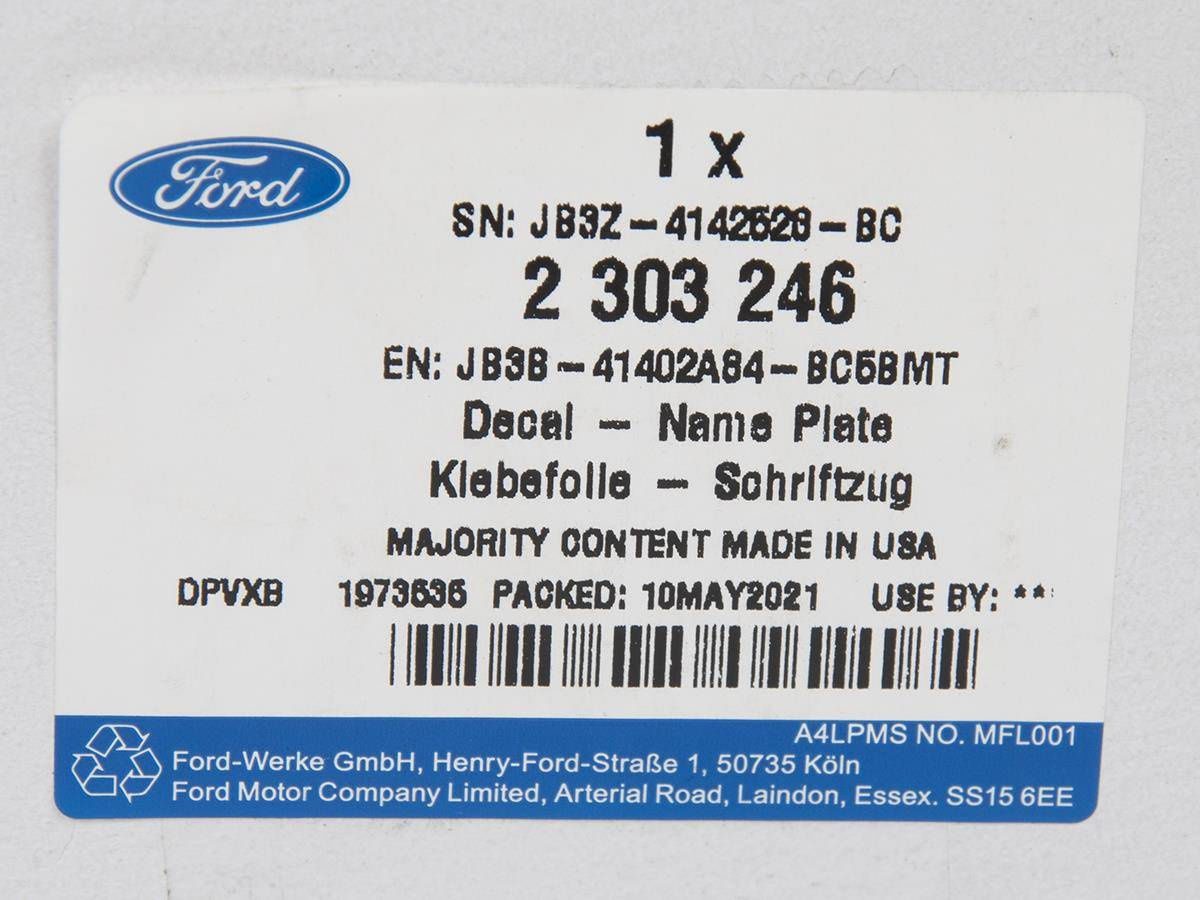 Ford
1 x
SN: JB3Z-4142528-BC
2 303 246
EN: JB3B-41402A84-BC5BMT
Decal - Name Plate
Klebefolie - Schriftzug
MAJORITY CONTENT MADE IN USA
DPVXB 1973535 PACKED: 10MAY2021 USE BY: **
A4LPMS NO. MFL001
Ford-Werke GmbH, Henry-Ford-Straße 1, 50735 Köln
Ford Motor Company Limited, Arterial Road, Laindon, Essex. SS15 6EE